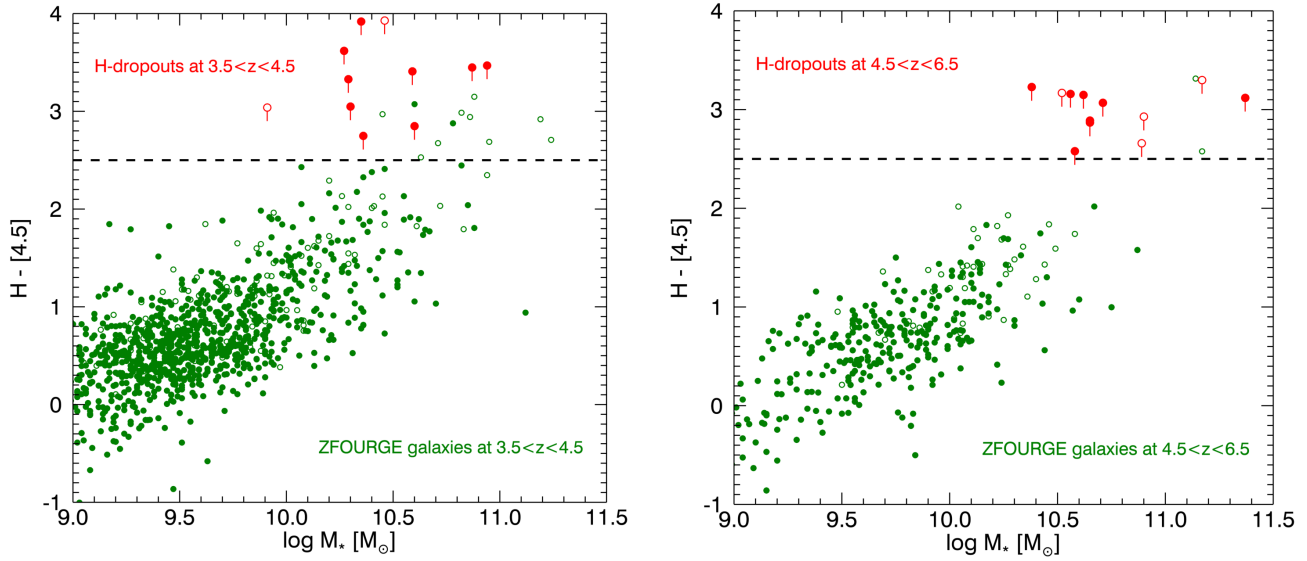 4
3
2
1
0
-1
H - [4.5]
H-dropouts at 3.5<z<4.5
ZFOURGE galaxies at 3.5<z<4.5
9.0 9.5 10.0 10.5 11.0 11.5
log M* [M☉]
4
3
2
1
0
-1
H - [4.5]
H-dropouts at 4.5<z<6.5
ZFOURGE galaxies at 4.5<z<6.5
9.0 9.5 10.0 10.5 11.0 11.5
log M* [M☉]